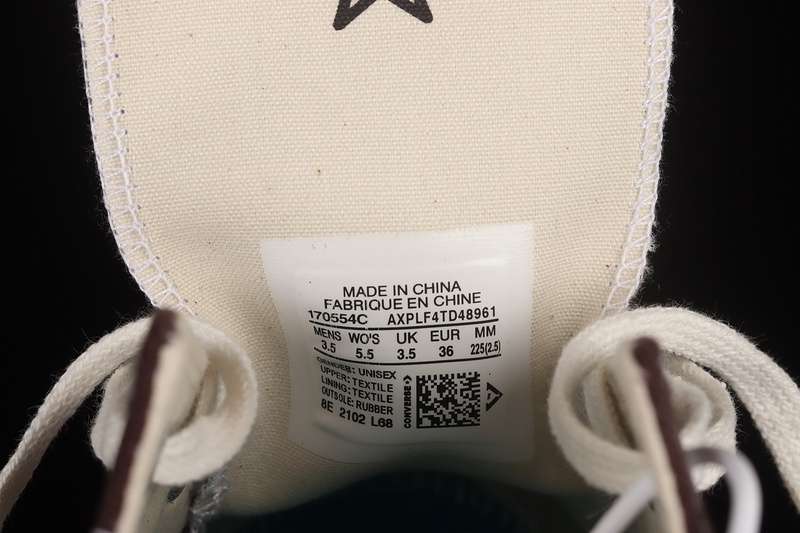 MADE IN CHINA
FABRIQUE EN CHINE
170554C AXPLF4TD48961
MENS WO'S UK EUR MM
3.5 5.5 3.5 36 225(2.5)
GENDER: UNISEX
UPPER: TEXTILE
LINING: TEXTILE
OUTSOLE: RUBBER
8E 2102 L68
CONVERSE